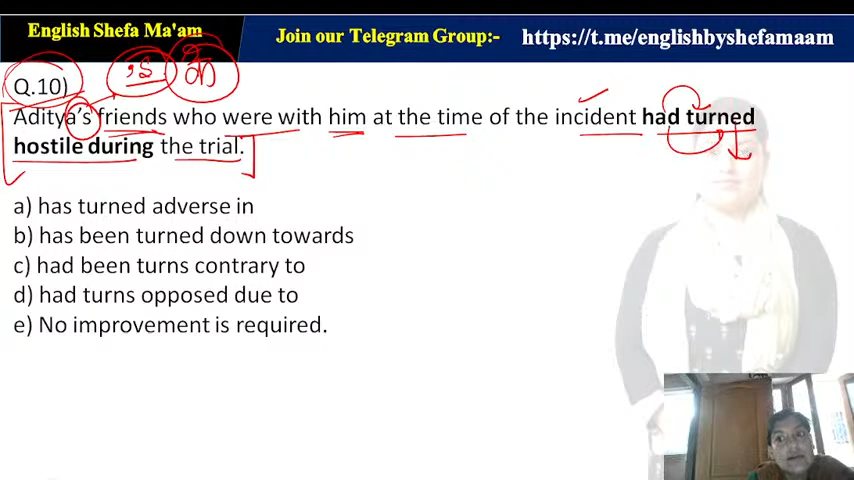 English Shefa Ma'am
Join our Telegram Group:- https://t.me/englishbyshefamaam
Q.10)
's
Aditya's friends who were with him at the time of the incident had turned
hostile during the trial.
a) has turned adverse in
b) has been turned down towards
c) had been turns contrary to
d) had turns opposed due to
e) No improvement is required.